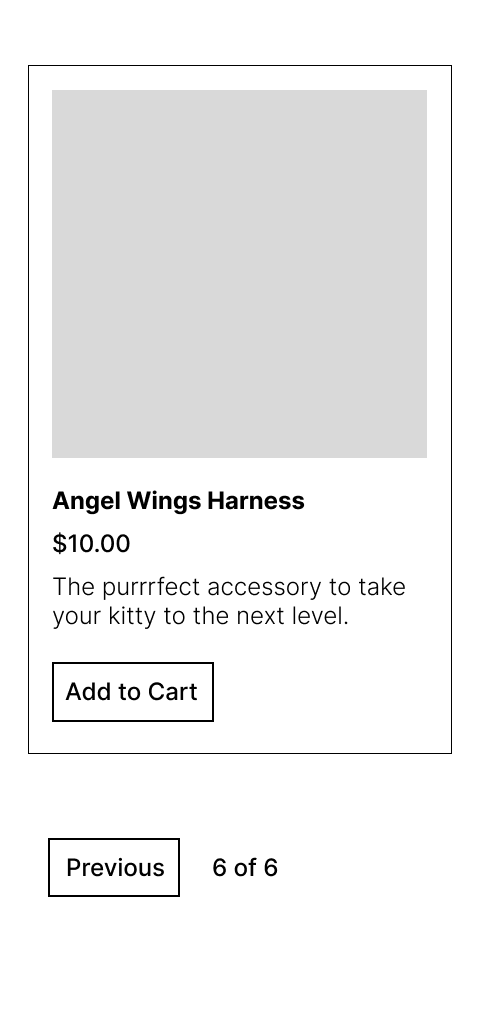 Angel Wings Harness
$10.00
The purrrfect accessory to take
your kitty to the next level.
Add to Cart
Previous
6 of 6